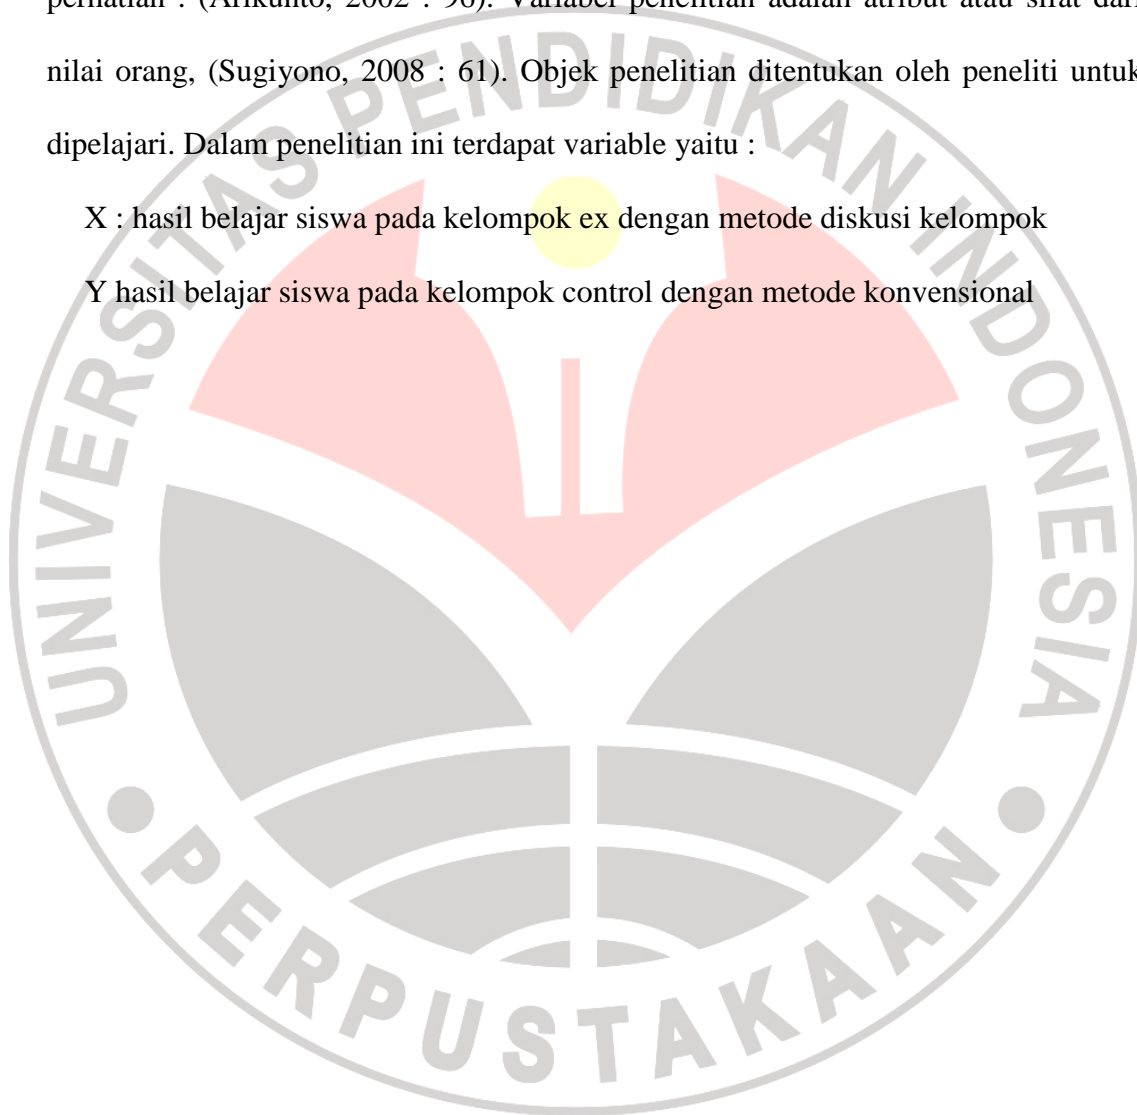 perhatian . (Arikunto, 2002 : 96). Variabel penelitian adalah atribut atau sifat dari
nilai orang, (Sugiyono, 2008 : 61). Objek penelitian ditentukan oleh peneliti untuk
dipelajari. Dalam penelitian ini terdapat variable yaitu :
X : hasil belajar siswa pada kelompok ex dengan metode diskusi kelompok
Y hasil belajar siswa pada kelompok control dengan metode konvensional
UNIVERSITAS PENDIDIKAN INDONESIA
PERPUSTAKAAN